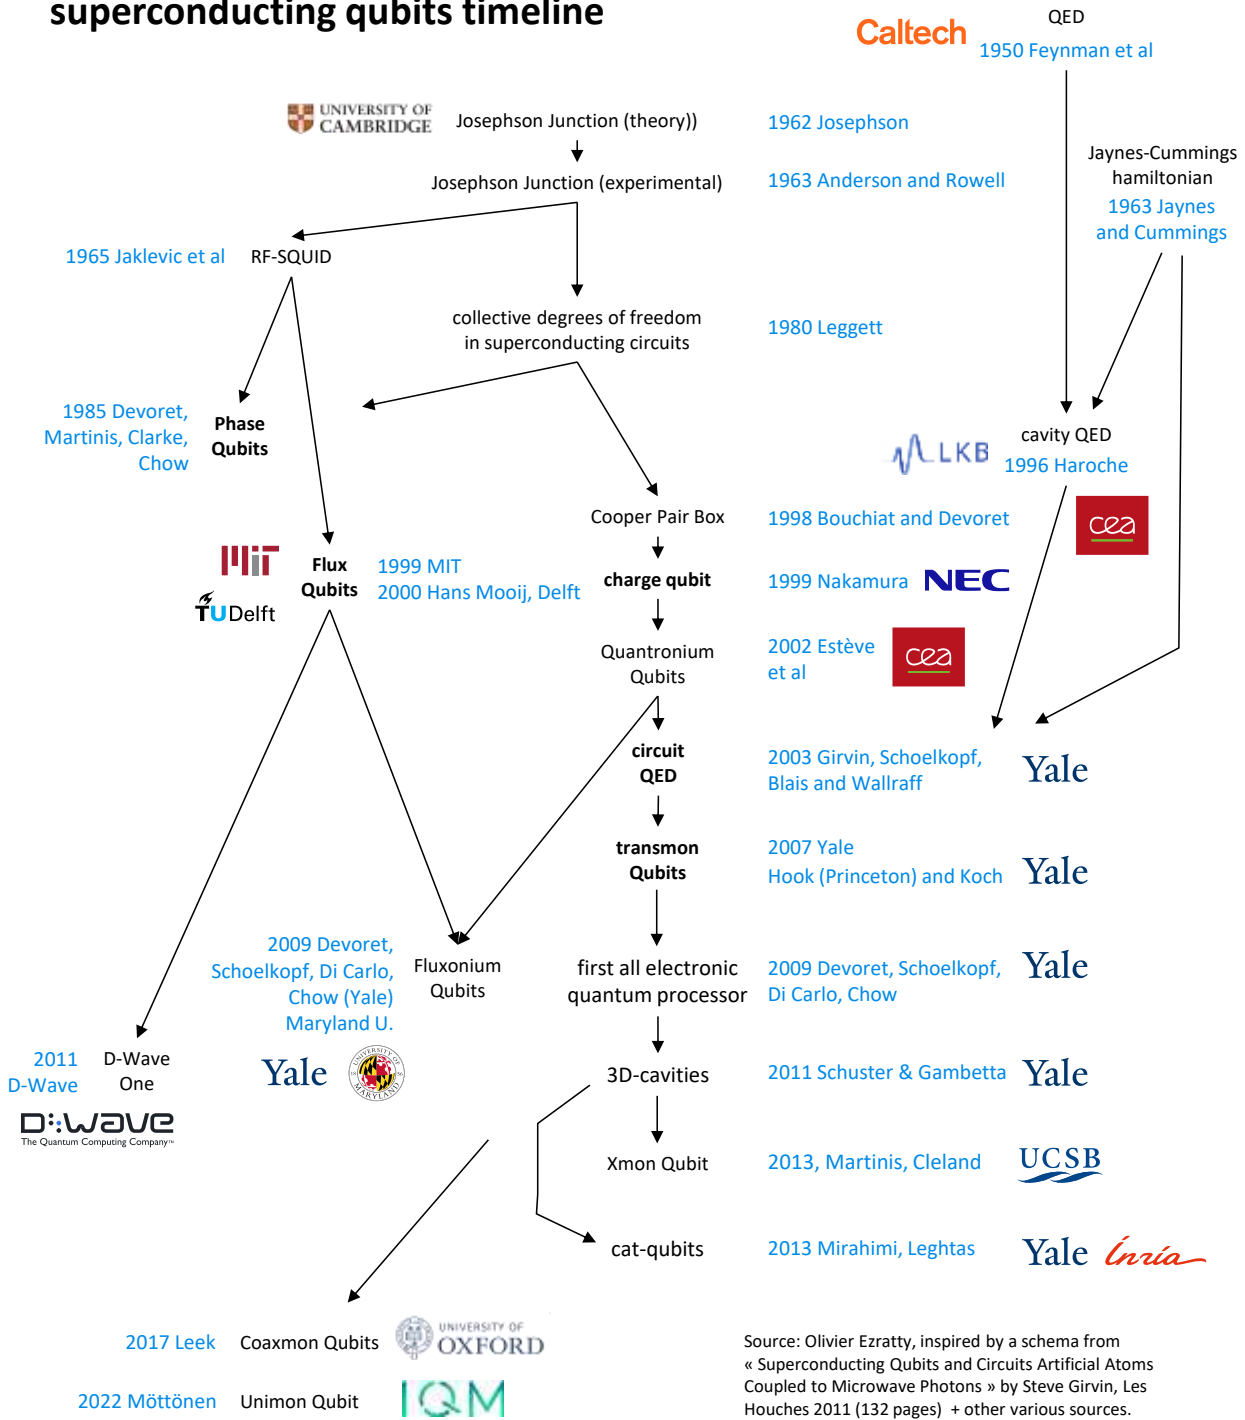 superconducting qubits timeline
Caltech
QED
1950 Feynman et al
UNIVERSITY OF
CAMBRIDGE
Josephson Junction (theory))
1962 Josephson
Jaynes-Cummings
hamiltonian
1963 Jaynes
and Cummings
Josephson Junction (experimental)
1963 Anderson and Rowell
1965 Jaklevic et al
RF-SQUID
collective degrees of freedom
in superconducting circuits
1980 Leggett
1985 Devoret,
Martinis, Clarke,
Chow
Phase
Qubits
LKB
cavity QED
1996 Haroche
Cooper Pair Box
1998 Bouchiat and Devoret
cea
MIT
TUDelft
Flux
Qubits
1999 MIT
2000 Hans Mooij, Delft
charge qubit
1999 Nakamura
NEC
Quantronium
Qubits
2002 Estève
et al
cea
circuit
QED
2003 Girvin, Schoelkopf,
Blais and Wallraff
Yale
transmon
Qubits
2007 Yale
Hook (Princeton) and Koch
Yale
2009 Devoret,
Schoelkopf, Di Carlo,
Chow (Yale)
Maryland U.
Fluxonium
Qubits
first all electronic
quantum processor
2009 Devoret, Schoelkopf,
Di Carlo, Chow
Yale
2011
D-Wave
D-Wave
One
D:Wave
The Quantum Computing Company™
Yale
UNIVERSITY OF
MARYLAND
18 56
3D-cavities
2011 Schuster & Gambetta
Yale
Xmon Qubit
2013, Martinis, Cleland
UCSB
cat-qubits
2013 Mirahimi, Leghtas
Yale
Inria
2017 Leek
Coaxmon Qubits
UNIVERSITY OF
OXFORD
2022 Möttönen
Unimon Qubit
IQM
Source: Olivier Ezratty, inspired by a schema from
« Superconducting Qubits and Circuits Artificial Atoms
Coupled to Microwave Photons » by Steve Girvin, Les
Houches 2011 (132 pages) + other various sources.